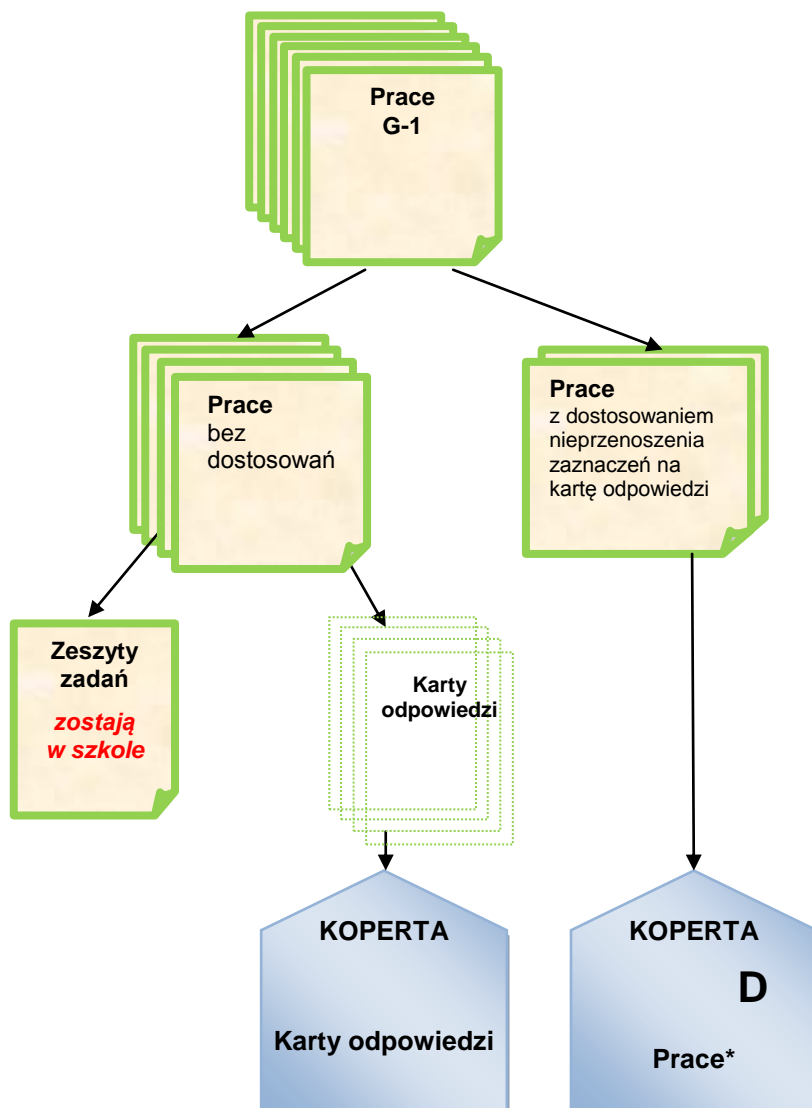 Prace
G-1
Prace
bez
dostosowań
Prace
z dostosowaniem
nieprzenoszenia
zaznaczeń na
kartę odpowiedzi
Zeszyty
zadań
zostają
w szkole
Karty
odpowiedzi
KOPERTA
Karty odpowiedzi
KOPERTA
D
Prace*